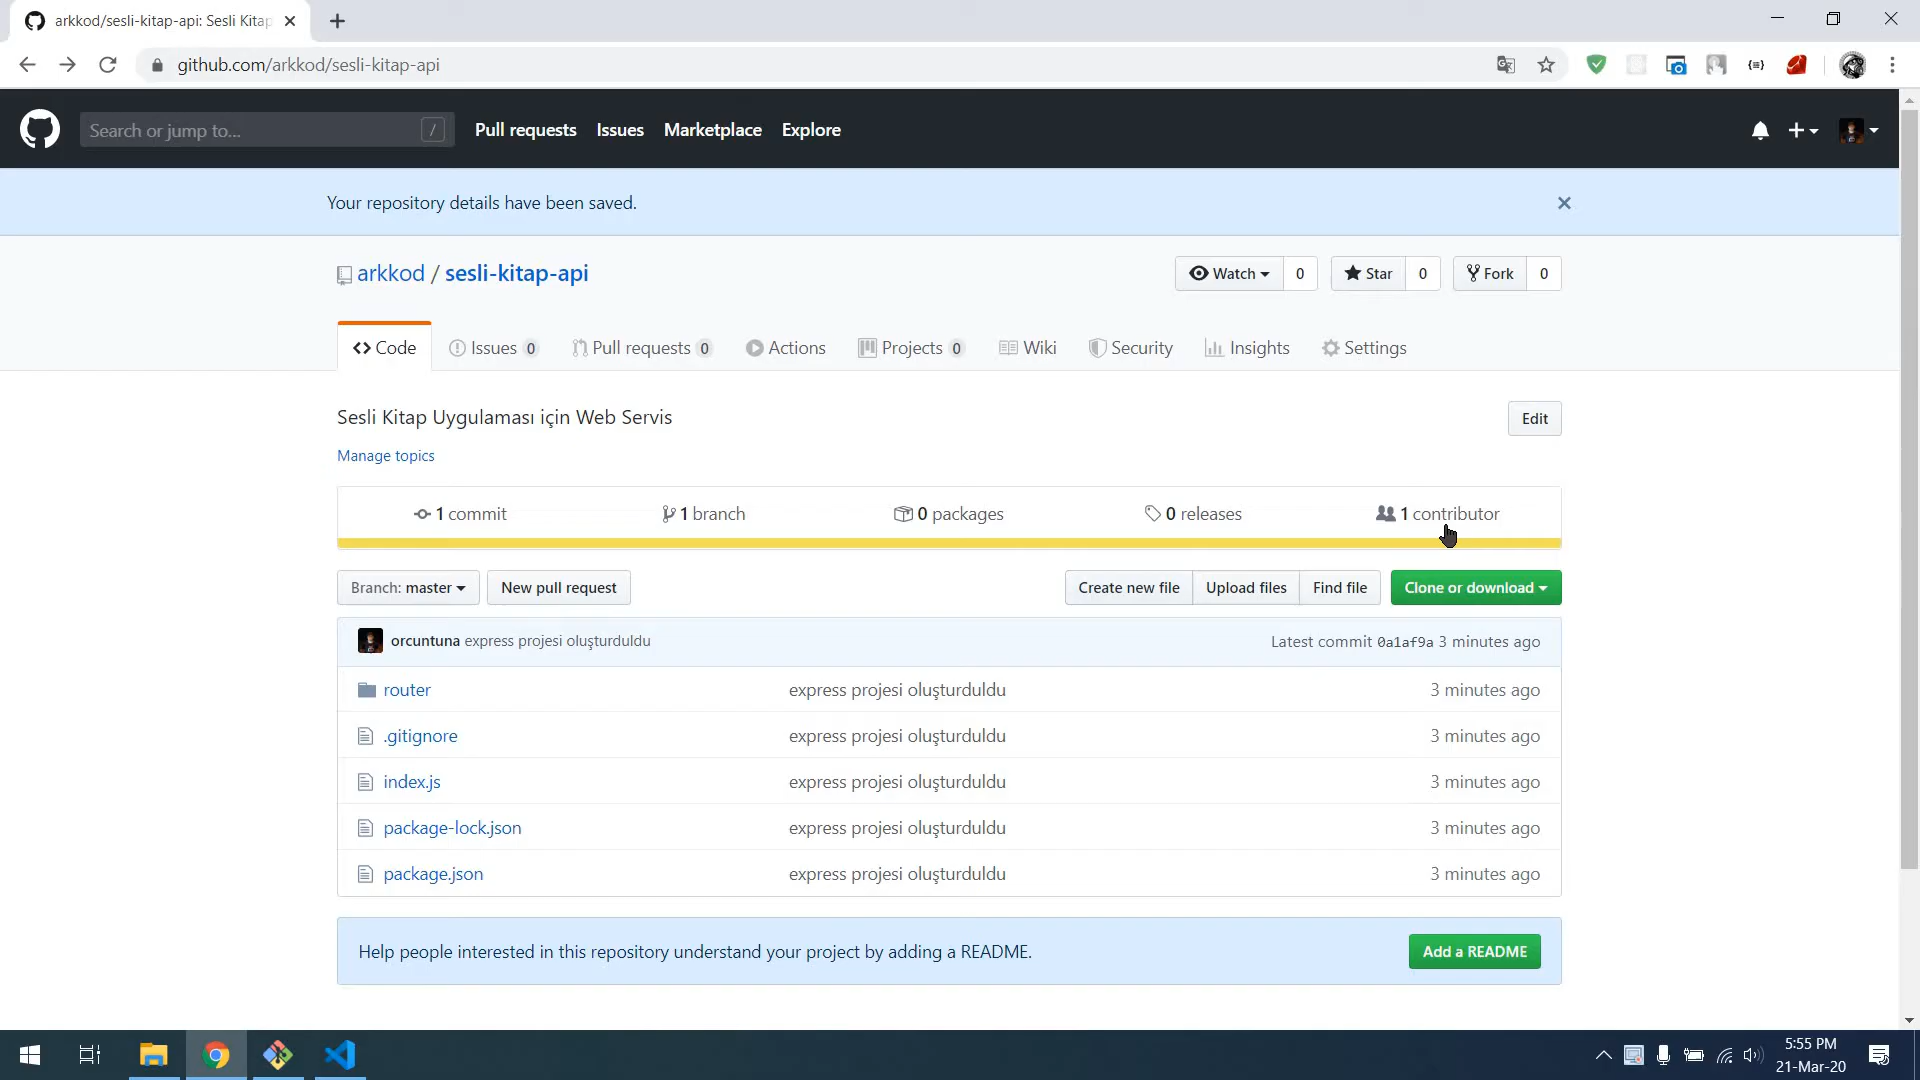 arkkod/sesli-kitap-api: Sesli Kitap
github.com/arkkod/sesli-kitap-api
Search or jump to...
/
Pull requests
Issues
Marketplace
Explore
Your repository details have been saved.
arkkod / sesli-kitap-api
Watch 0
Star 0
Fork 0
Code
Issues 0
Pull requests 0
Actions
Projects 0
Wiki
Security
Insights
Settings
Sesli Kitap Uygulaması için Web Servis
Edit
Manage topics
1 commit
1 branch
0 packages
0 releases
1 contributor
Branch: master
New pull request
Create new file
Upload files
Find file
Clone or download
orcuntuna express projesi oluşturduldu
Latest commit 0a1af9a 3 minutes ago
router express projesi oluşturduldu 3 minutes ago
.gitignore express projesi oluşturduldu 3 minutes ago
index.js express projesi oluşturduldu 3 minutes ago
package-lock.json express projesi oluşturduldu 3 minutes ago
package.json express projesi oluşturduldu 3 minutes ago
Help people interested in this repository understand your project by adding a README.
Add a README
5:55 PM
21-Mar-20